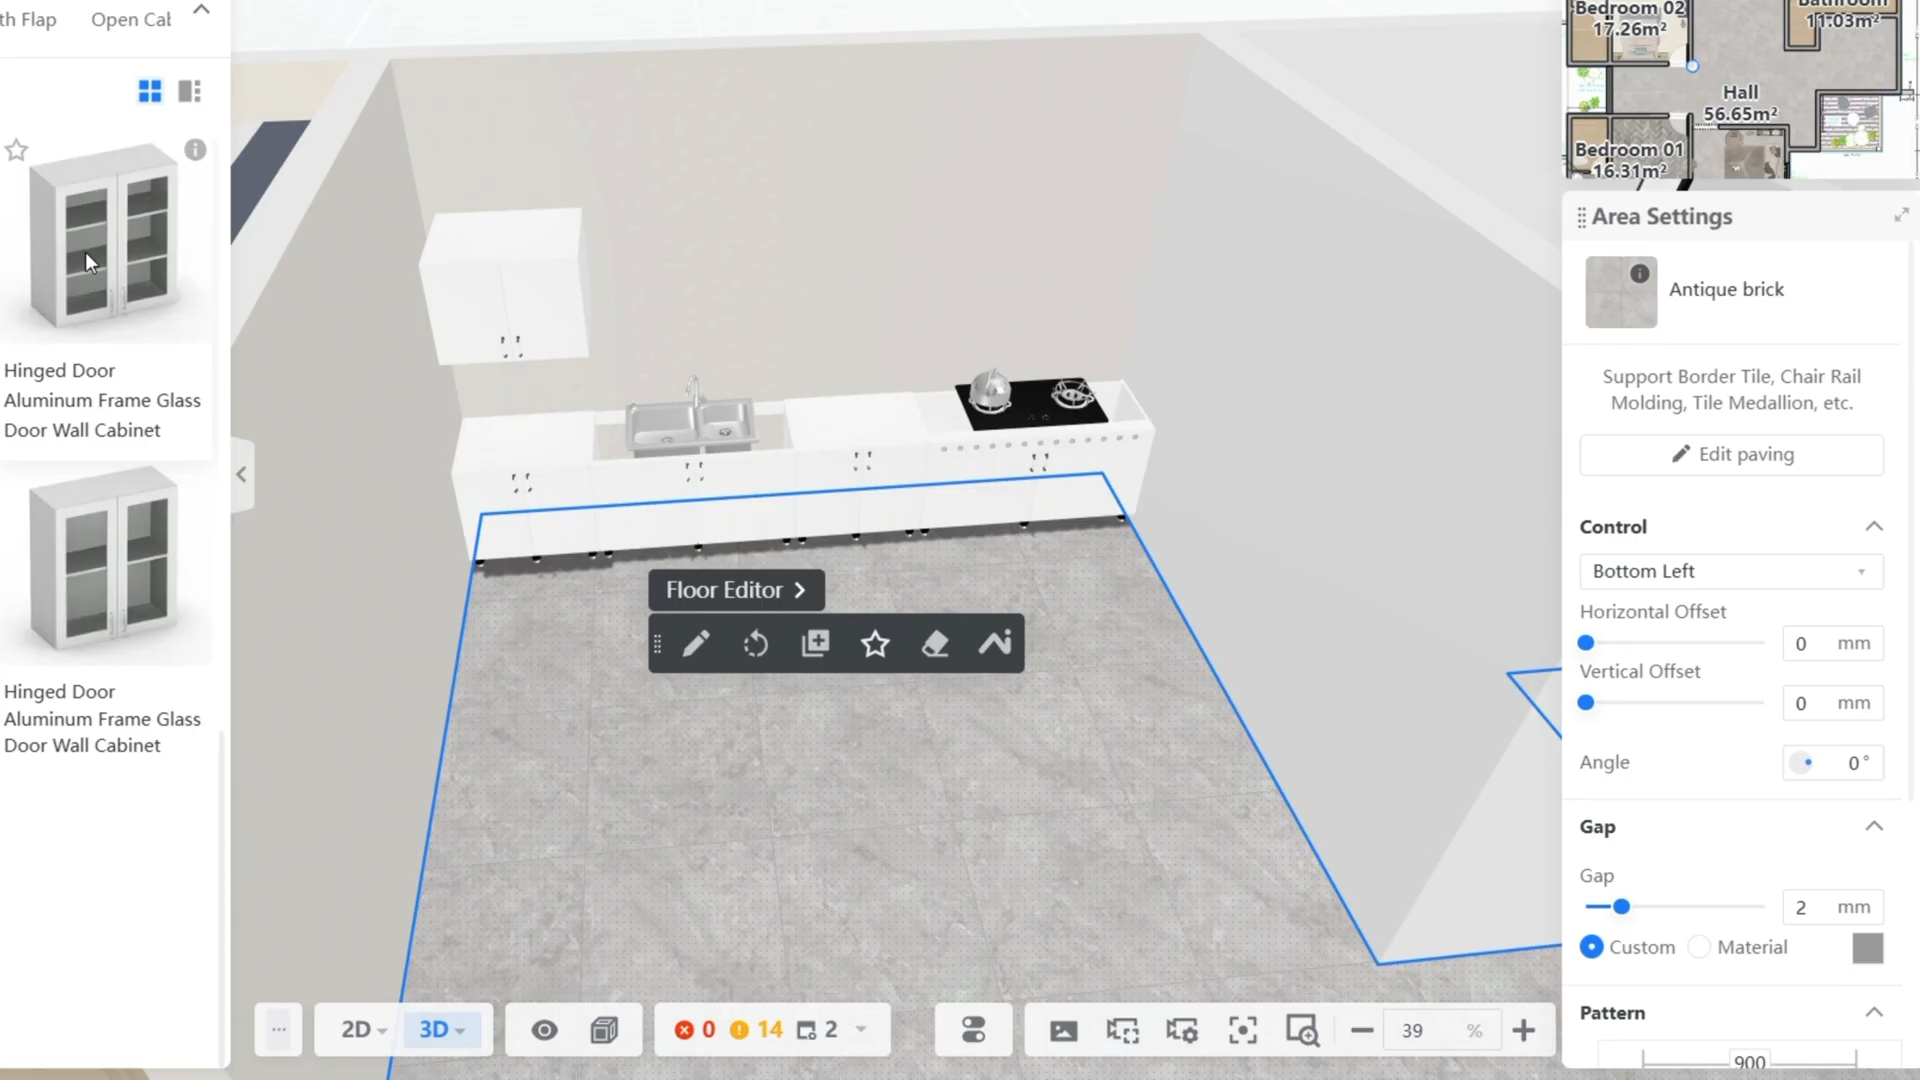 th Flap
Open Cal
Hinged Door
Aluminum Frame Glass
Door Wall Cabinet
Hinged Door
Aluminum Frame Glass
Door Wall Cabinet
Floor Editor
2D
3D
0
14
2
39 %
Bedroom 02
17.26m²
Bathroom
11.03m²
Hall
56.65m²
Bedroom 01
16.31m²
Area Settings
Antique brick
Support Border Tile, Chair Rail
Molding, Tile Medallion, etc.
Edit paving
Control
Bottom Left
Horizontal Offset
0 mm
Vertical Offset
0 mm
Angle
0°
Gap
Gap
2 mm
Custom
Material
Pattern
900